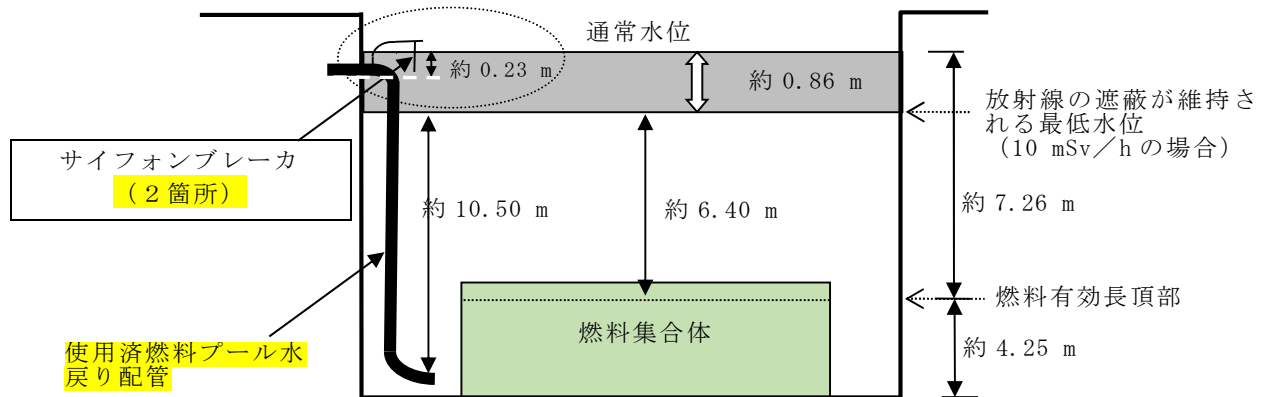 通常水位
約 0.23 m
約 0.86 m
放射線の遮蔽が維持さ
れる最低水位
(10 mSv/hの場合)
サイフォンブレーカ
(2箇所)
約 10.50 m
約 6.40 m
約 7.26 m
燃料有効長頂部
燃料集合体
使用済燃料プール水
戻り配管
約 4.25 m